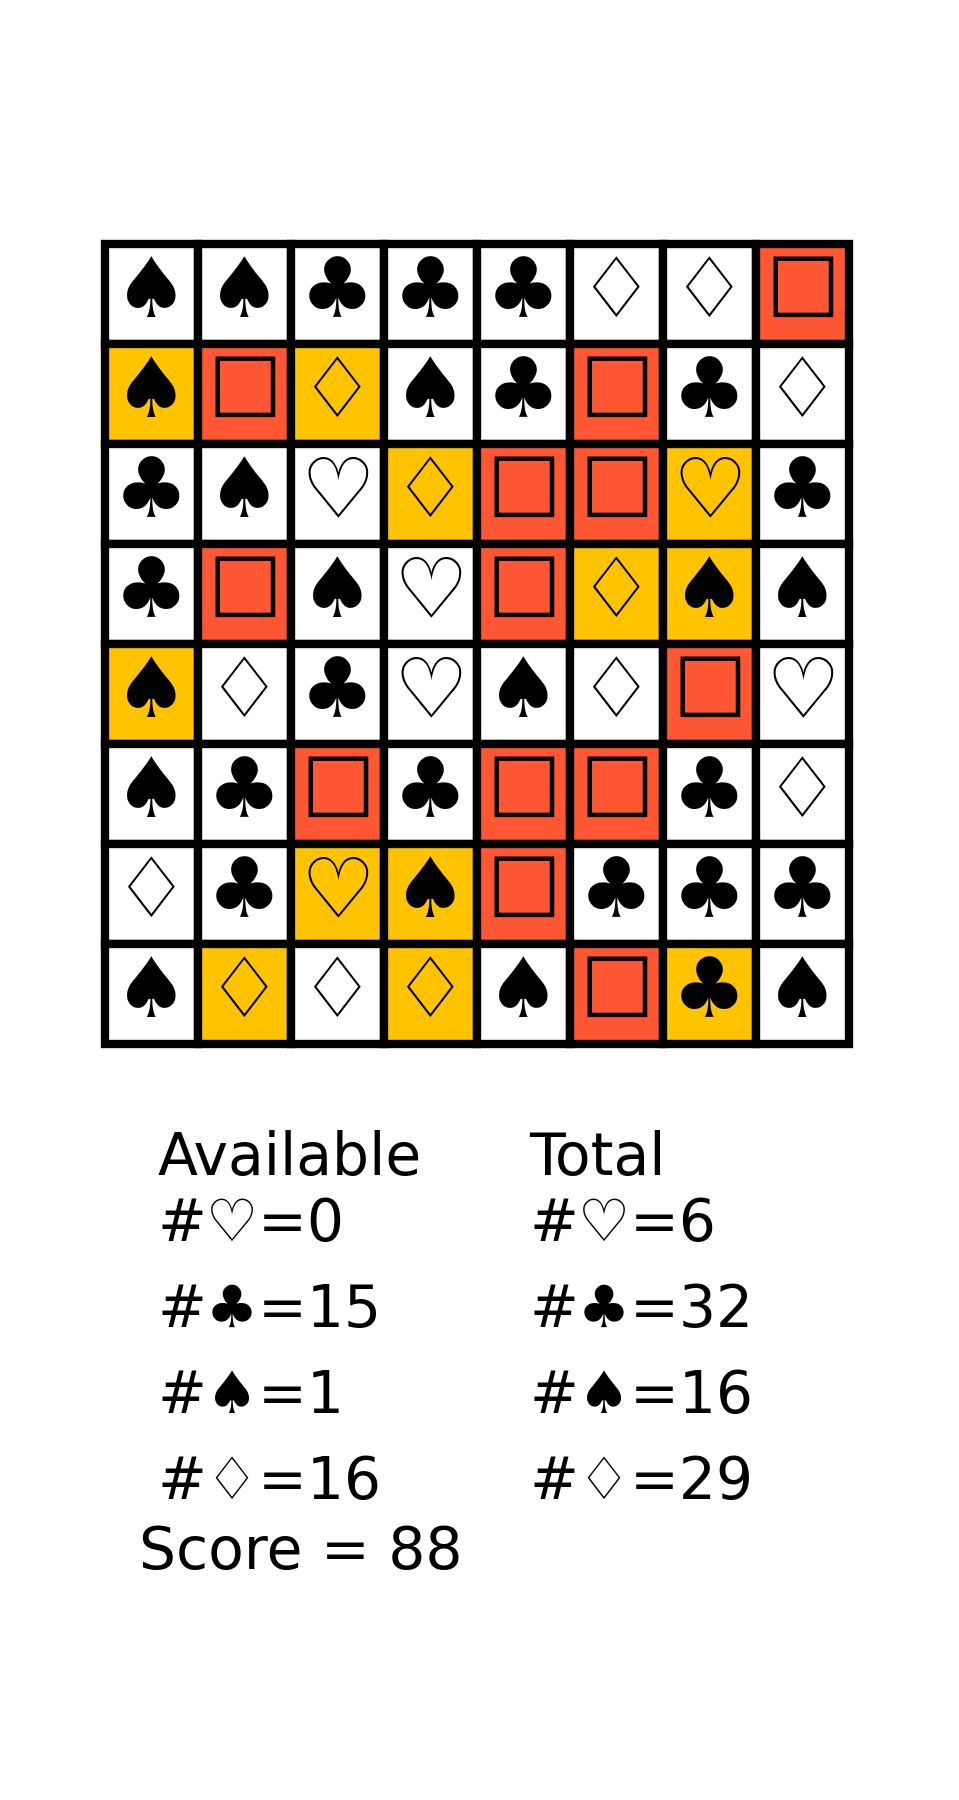 ♠ ♠ ♣ ♣ ♣ ♢ ♢ □
♠ □ ♢ ♠ ♣ □ ♣ ♢
♣ ♠ ♡ ♢ □ □ ♡ ♣
♣ □ ♠ ♡ □ ♢ ♠ ♠
♠ ♢ ♣ ♡ ♠ ♢ □ ♡
♠ ♣ □ ♣ □ □ ♣ ♢
♢ ♣ ♡ ♠ □ ♣ ♣ ♣
♠ ♢ ♢ ♢ ♠ □ ♣ ♠
Available Total
#♡=0 #♡=6
#♣=15 #♣=32
#♠=1 #♠=16
#♢=16 #♢=29
Score = 88